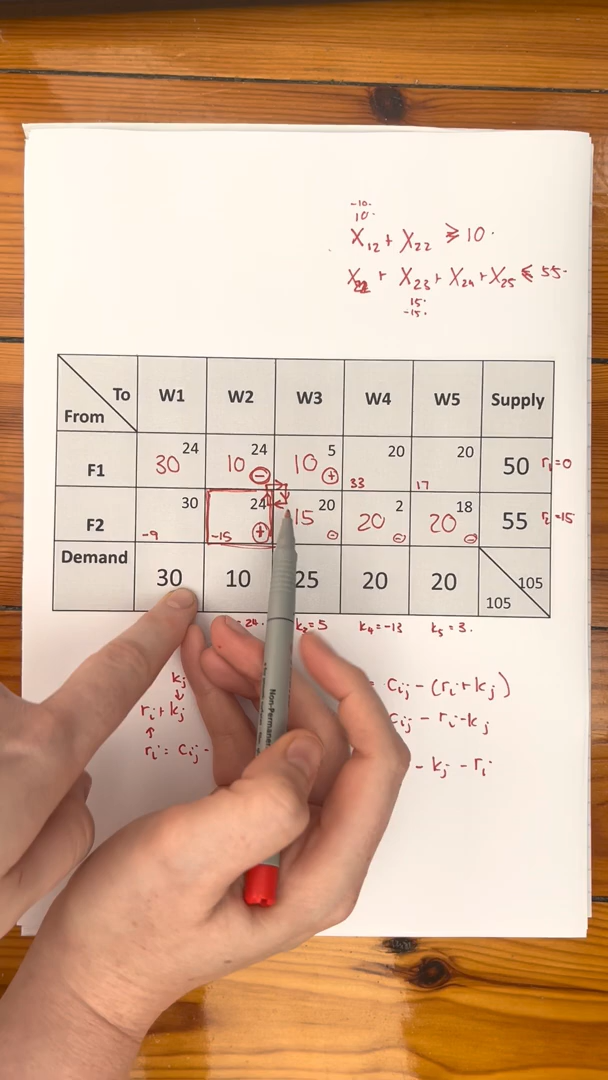 -10.
10.
X12 + X22 ≥ 10.
X22 + X23 + X24 + X25 ≤ 55.
15.
-15.
To
From
W1 W2 W3 W4 W5 Supply
F1 30 24 10 24 ⊖ 10 5 ⊕ 20 33 20 17 50 r1=0
F2 30 -9 24 -15 ⊕ 15 20 ⊖ 20 2 ⊖ 20 18 ⊖ 55 r2=15
Demand 30 10 25 20 20 105 105
=24. k3=5 k4=-13 k5=3.
kj = cij - (ri+kj)
ri+kj cij - ri-kj
ri = cij - - kj - ri
Non-Permanent